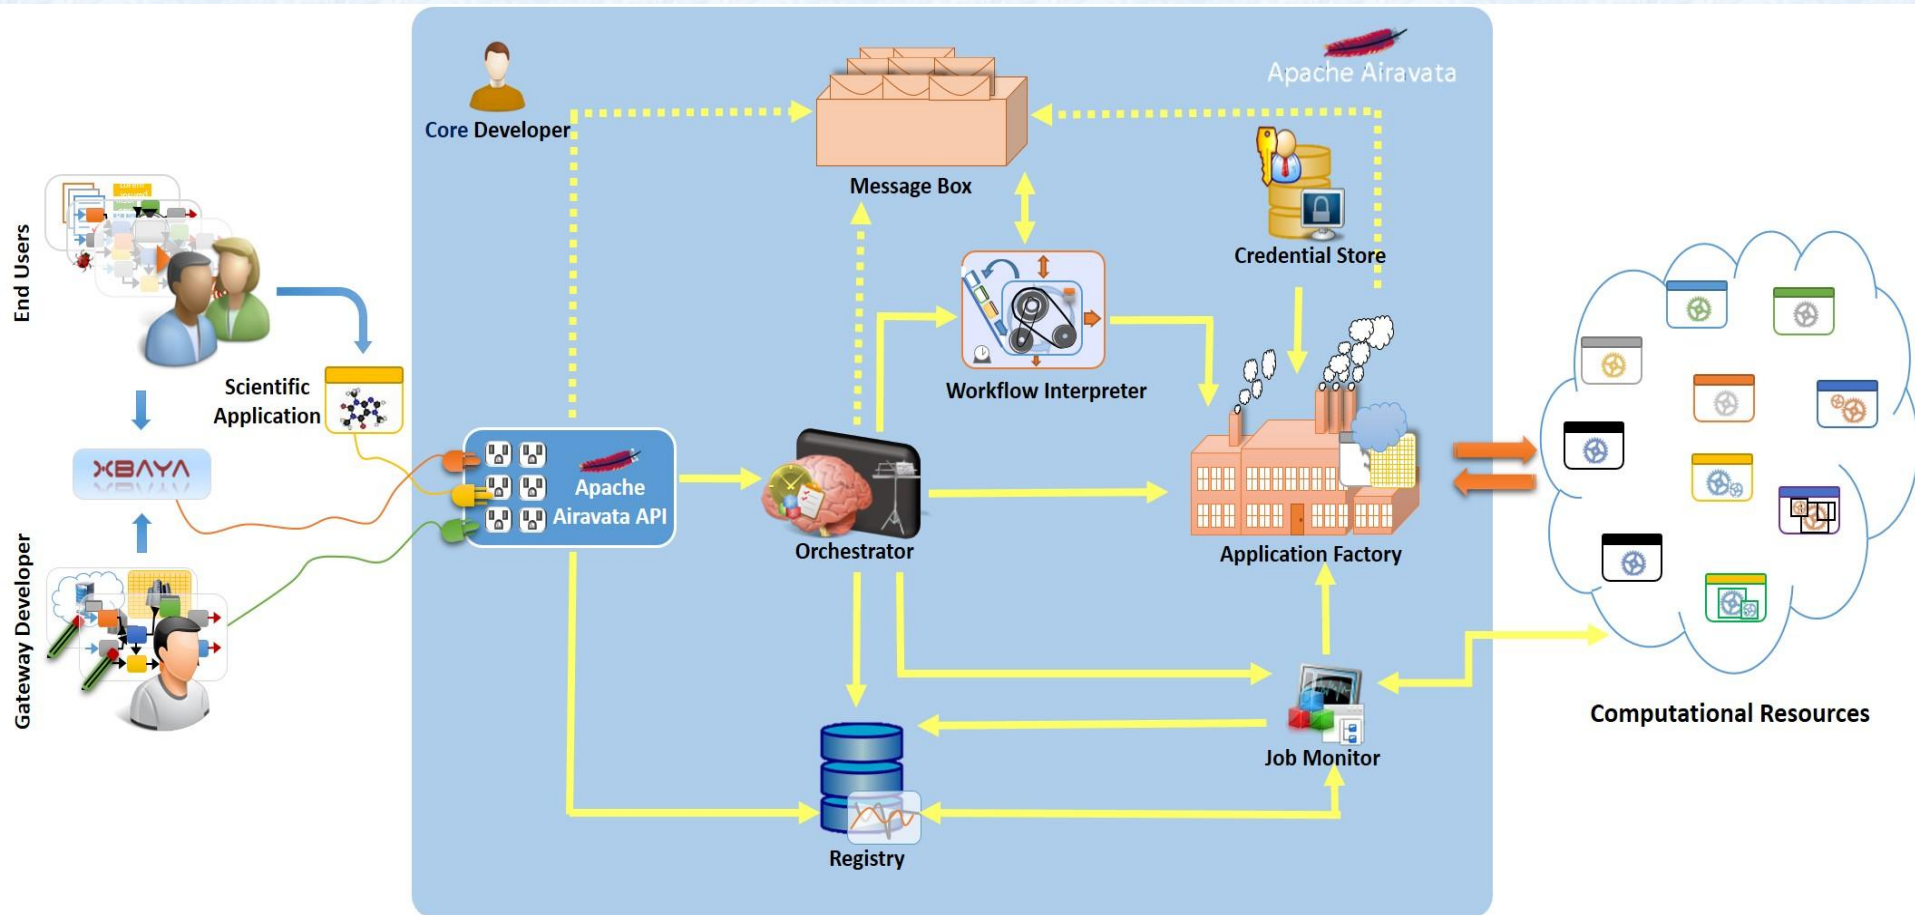 Apache Airavata
Core Developer
Message Box
End Users
Credential Store
Scientific
Application
Workflow Interpreter
XBAYA
Apache
Airavata API
Orchestrator
Application Factory
Gateway Developer
Computational Resources
Job Monitor
Registry